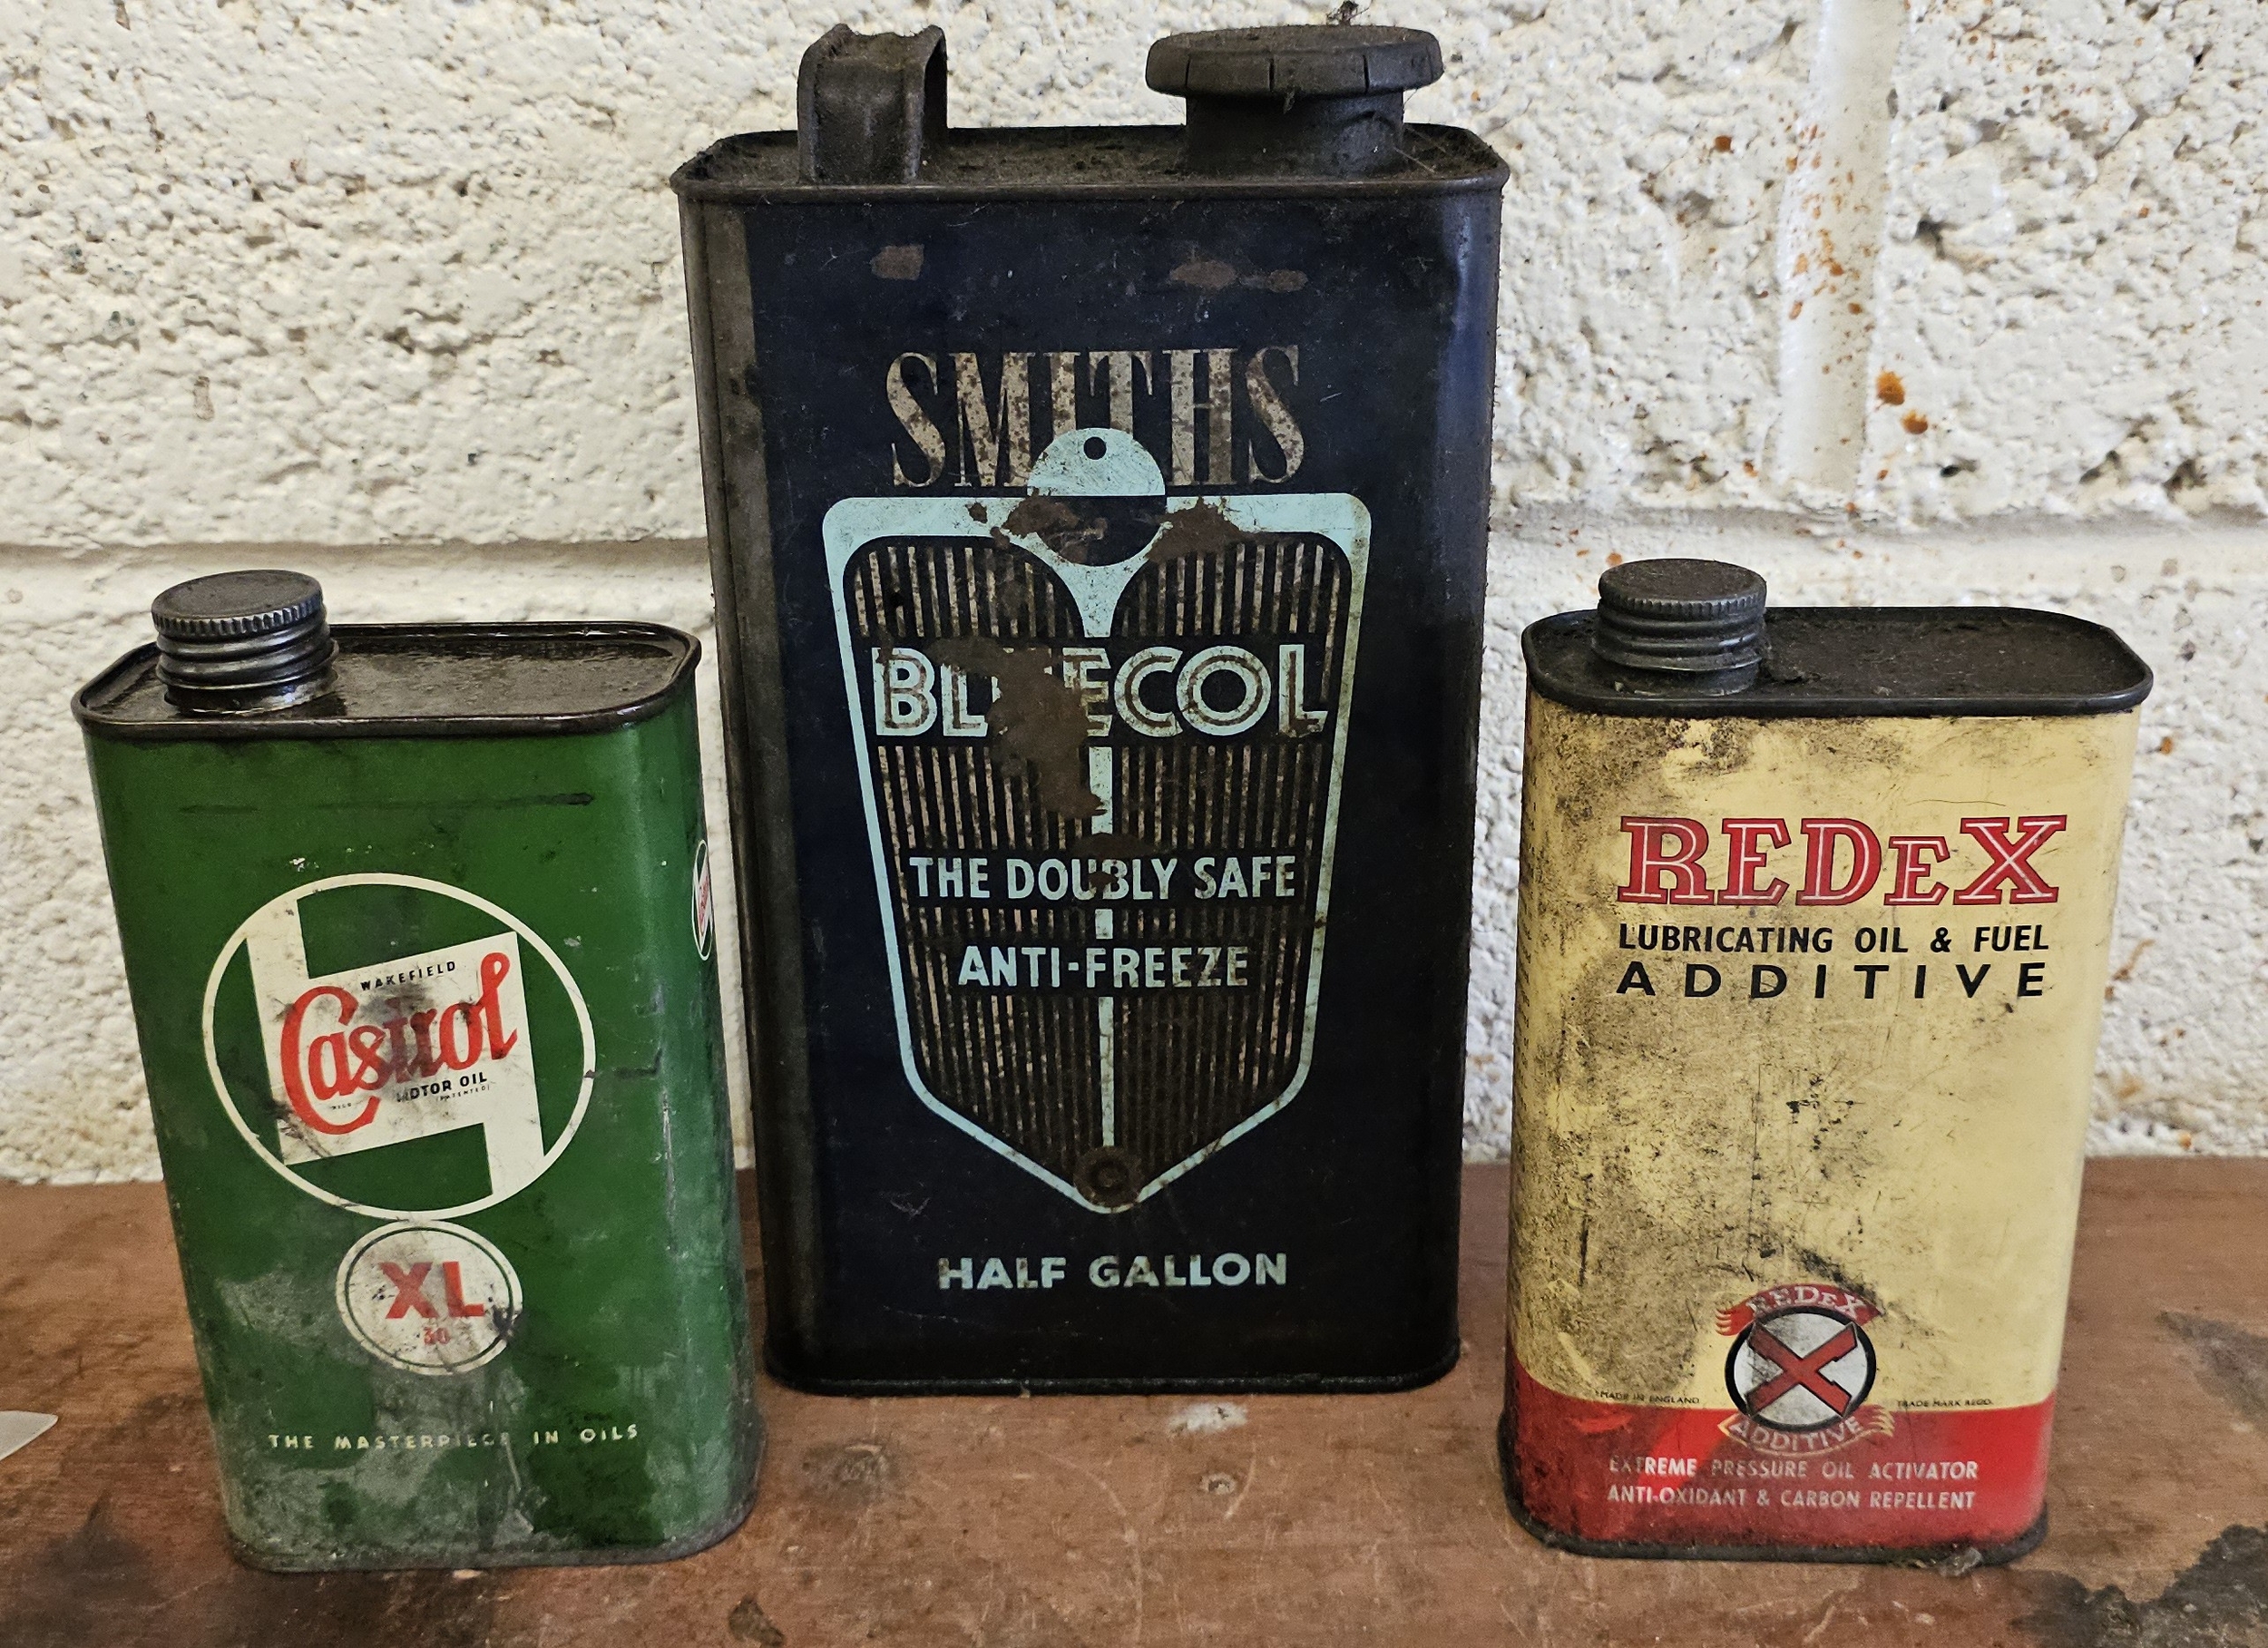 WAKEFIELD
Castrol
MOTOR OIL
(PATENTED)
XL
30
THE MASTERPIECE IN OILS
SMITHS
BLUECOL
THE DOUBLY SAFE
ANTI-FREEZE
HALF GALLON
REDEX
LUBRICATING OIL & FUEL
ADDITIVE
REDEX
X
ADDITIVE
MADE IN ENGLAND
TRADE MARK REGD.
EXTREME PRESSURE OIL ACTIVATOR
ANTI-OXIDANT & CARBON REPELLENT